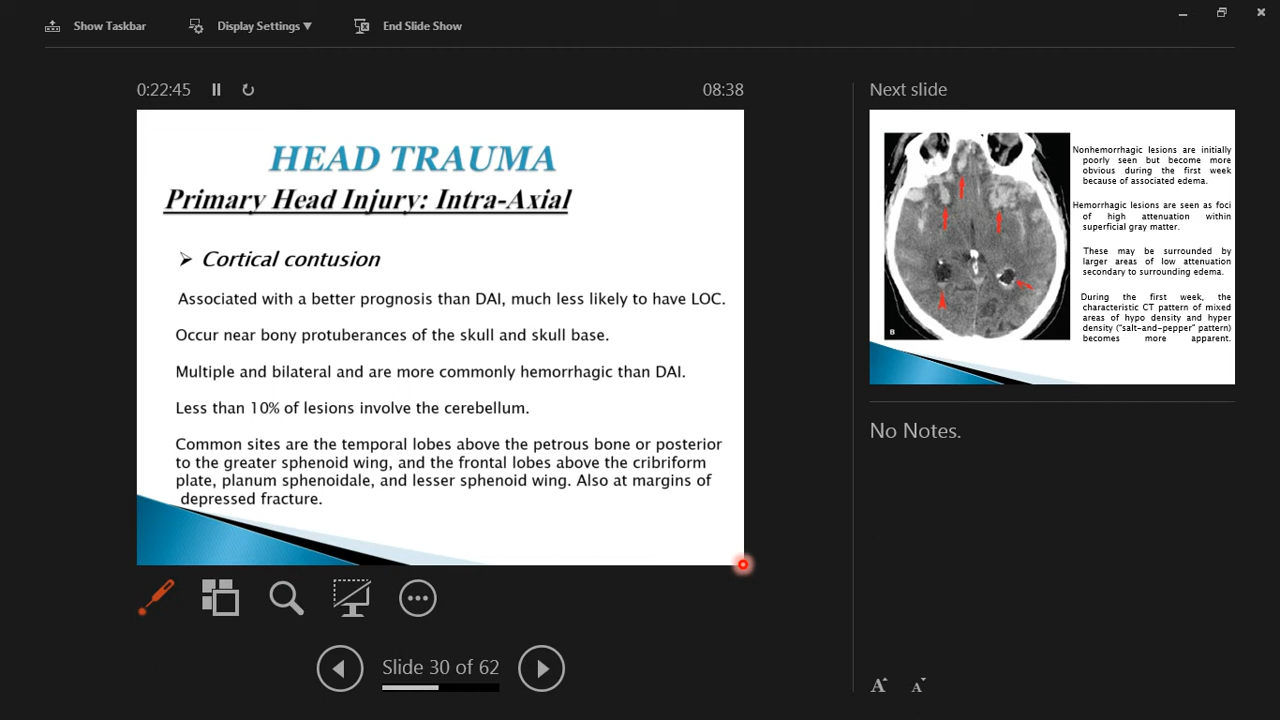 Show Taskbar
Display Settings ▼
End Slide Show
0:22:45
08:38
HEAD TRAUMA
Primary Head Injury: Intra-Axial
➢ Cortical contusion
Associated with a better prognosis than DAI, much less likely to have LOC.
Occur near bony protuberances of the skull and skull base.
Multiple and bilateral and are more commonly hemorrhagic than DAI.
Less than 10% of lesions involve the cerebellum.
Common sites are the temporal lobes above the petrous bone or posterior
to the greater sphenoid wing, and the frontal lobes above the cribriform
plate, planum sphenoidale, and lesser sphenoid wing. Also at margins of
depressed fracture.
Slide 30 of 62
Next slide
B
Nonhemorrhagic lesions are initially
poorly seen but become more
obvious during the first week
because of associated edema.
Hemorrhagic lesions are seen as foci
of high attenuation within
superficial gray matter.
These may be surrounded by
larger areas of low attenuation
secondary to surrounding edema.
During the first week, the
characteristic CT pattern of mixed
areas of hypo density and hyper
density ("salt-and-pepper" pattern)
becomes more apparent.
No Notes.
A A